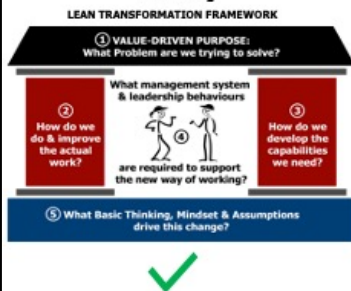 LEAN TRANSFORMATION FRAMEWORK
① VALUE-DRIVEN PURPOSE:
What Problem are we trying to solve?
②
How do we
do & improve
the actual
work?
What management system
& leadership behaviours
④
are required to support
the new way of working?
③
How do we
develop the
capabilities
we need?
⑤ What Basic Thinking, Mindset & Assumptions
drive this change?